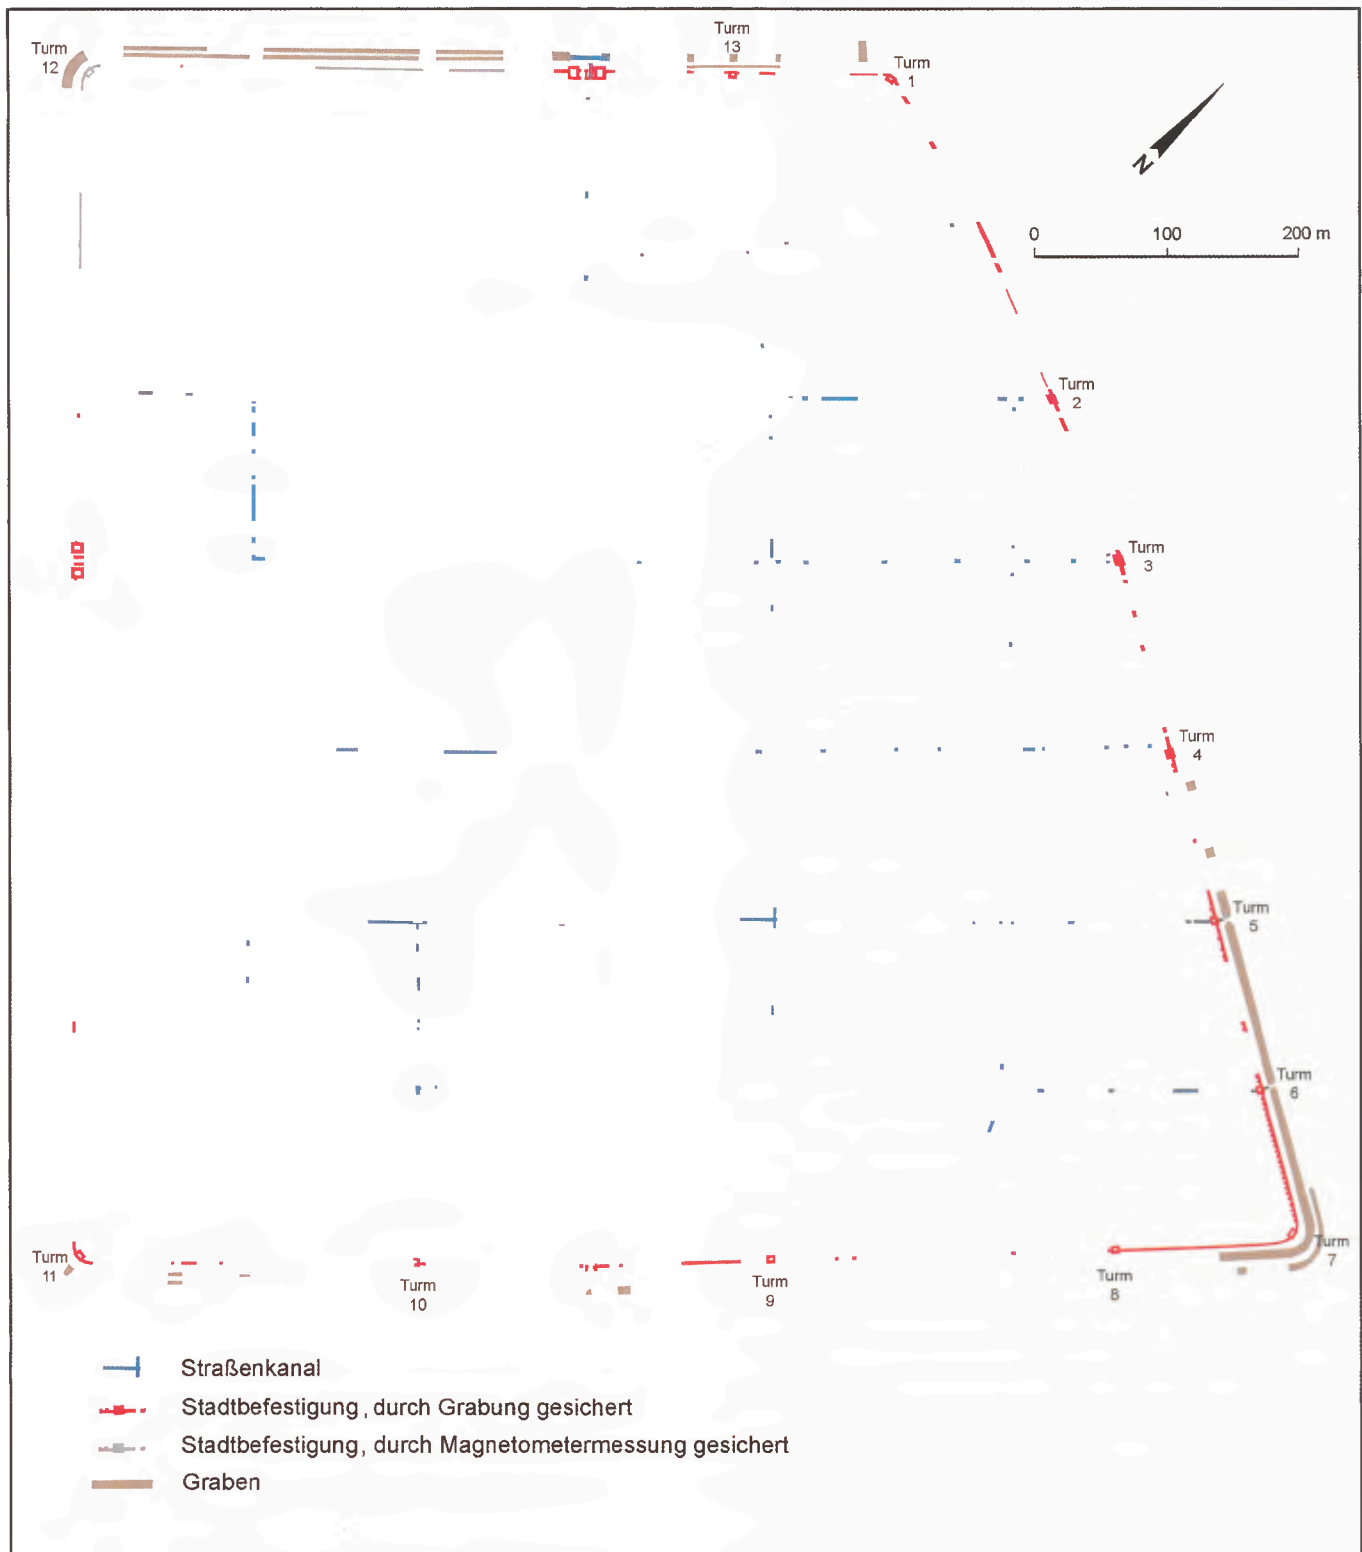 Turm
12
Turm
13
Turm
1
N
0 100 200 m
Turm
2
Turm
3
Turm
4
Turm
5
Turm
6
Turm
7
Turm
8
Turm
9
Turm
10
Turm
11
Straßenkanal
Stadtbefestigung, durch Grabung gesichert
Stadtbefestigung, durch Magnetometermessung gesichert
Graben